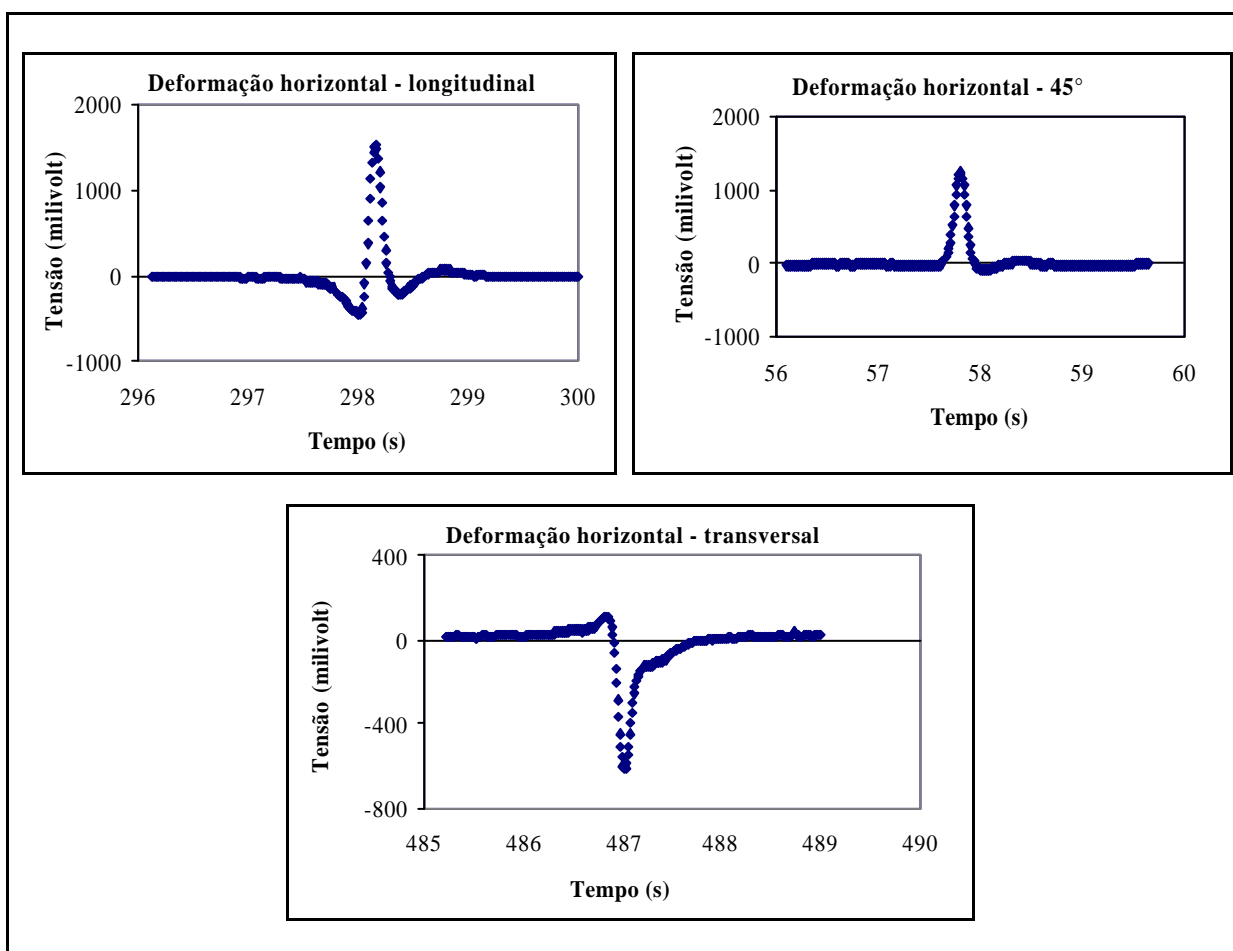 Deformação horizontal - longitudinal
2000
1000
0
-1000
Tensão (milivolt)
296 297 298 299 300
Tempo (s)
Deformação horizontal - 45°
2000
1000
0
-1000
Tensão (milivolt)
56 57 58 59 60
Tempo (s)
Deformação horizontal - transversal
400
0
-400
-800
Tensão (milivolt)
485 486 487 488 489 490
Tempo (s)